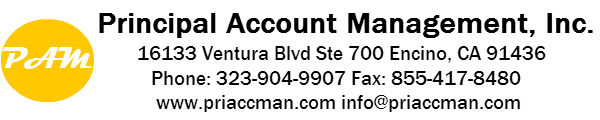 PAM
Principal Account Management, Inc.
16133 Ventura Blvd Ste 700 Encino, CA 91436
Phone: 323-904-9907 Fax: 855-417-8480
www.priaccman.com info@priaccman.com